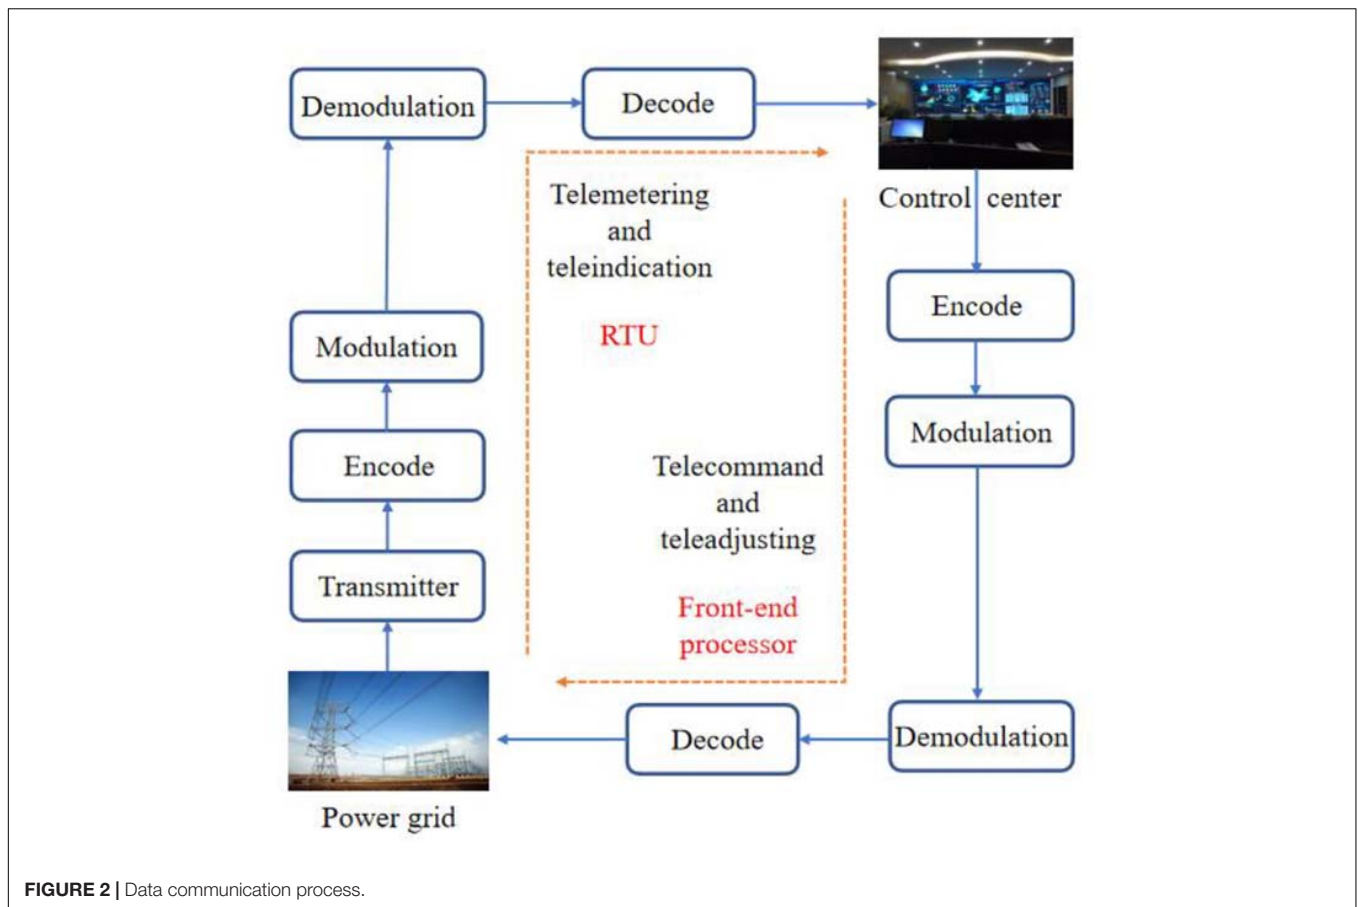 Demodulation
Decode
Telemetering
and
teleindication
RTU
Control center
Encode
Modulation
Modulation
Encode
Transmitter
Telecommand
and
teleadjusting
Front-end
processor
Decode
Demodulation
Power grid
FIGURE 2 | Data communication process.